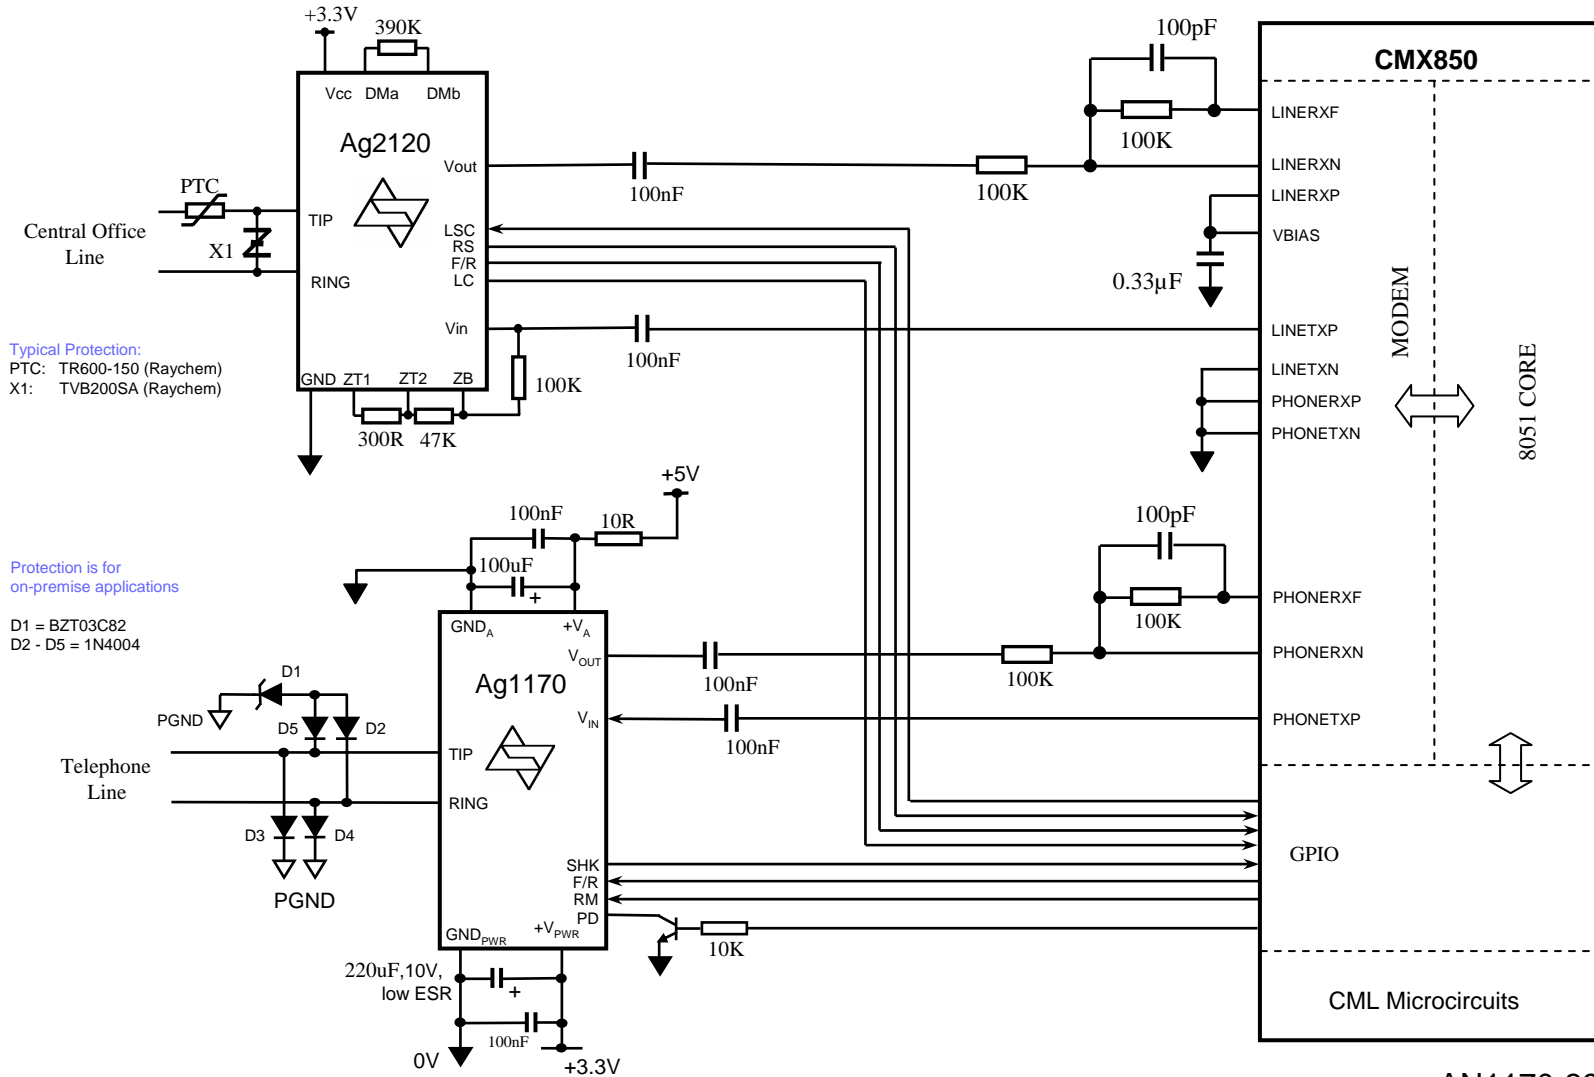 +3.3V
390K
Vcc DMa DMb
Ag2120
Vout
PTC
Central Office
Line
X1
TIP
RING
LSC
RS
F/R
LC
Vin
GND ZT1 ZT2 ZB
300R 47K
100K
100nF
100nF
100K
100pF
100K
CMX850
LINERXF
LINERXN
LINERXP
VBIAS
0.33µF
LINETXP
LINETXN
PHONERXP
PHONETXN
MODEM
8051 CORE
Typical Protection:
PTC: TR600-150 (Raychem)
X1: TVB200SA (Raychem)
+5V
100nF
10R
100uF
+
Protection is for
on-premise applications
D1 = BZT03C82
D2 - D5 = 1N4004
GNDA +VA
VOUT
Ag1170
VIN
100nF
100nF
100K
100pF
100K
PHONERXF
PHONERXN
PHONETXP
D1
PGND
D5 D2
Telephone
Line
TIP
RING
D3 D4
PGND
SHK
F/R
RM
PD
GNDPWR +VPWR
10K
GPIO
220uF,10V,
low ESR
+
100nF
0V
+3.3V
CML Microcircuits